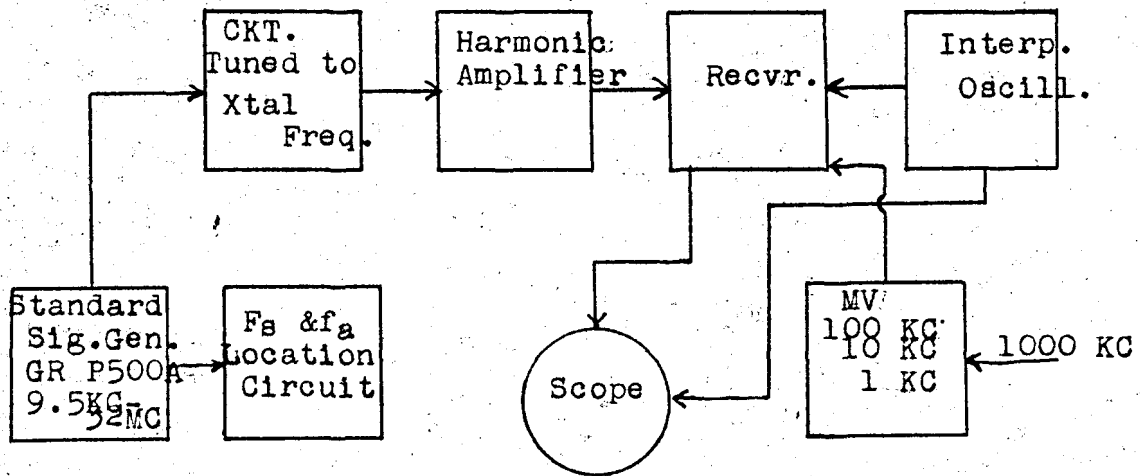 CKT.
Tuned to
Xtal
Freq.
Harmonic
Amplifier
Recvr.
Interp.
Oscill.
Standard
Sig.Gen.
GR P500A
9.5KG-
32MC
Fs &fa
Location
Circuit
Scope
MV
100 KC
10 KC
1 KC
1000 KC